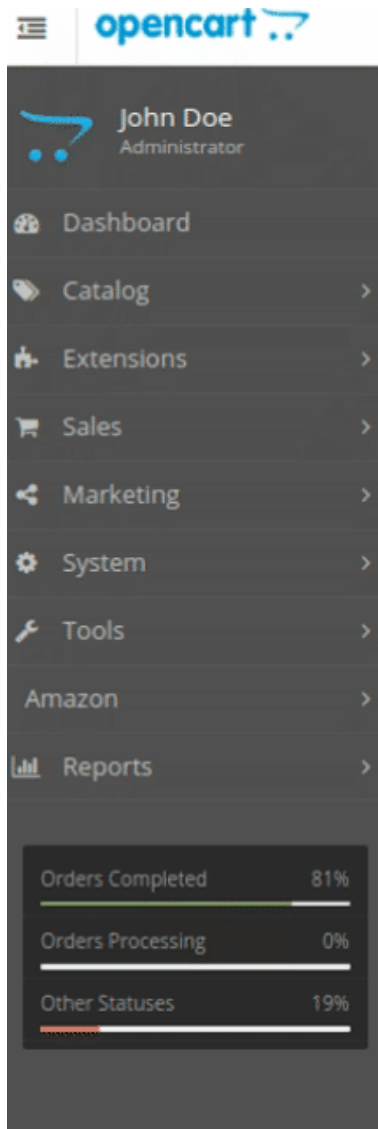 opencart
John Doe
Administrator
Dashboard
Catalog
Extensions
Sales
Marketing
System
Tools
Amazon
Reports
Orders Completed 81%
Orders Processing 0%
Other Statuses 19%